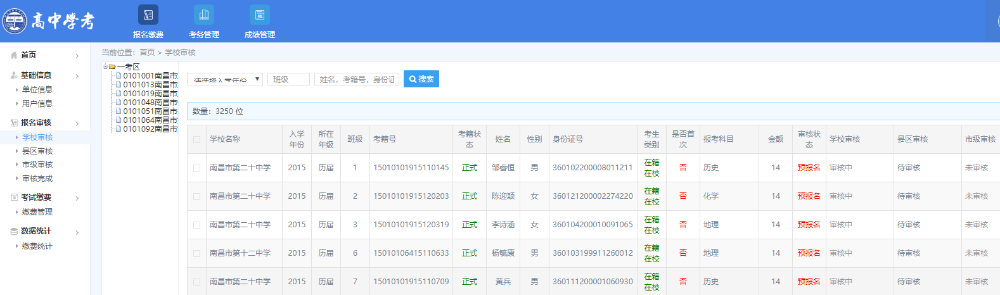 高中學考
报名缴费 考务管理 成绩管理
首页
基础信息
单位信息
用户信息
报名审核
学校审核
县区审核
市级审核
审核完成
考试缴费
缴费管理
数据统计
缴费统计
当前位置：首页 > 学校审核
一考区
0101001南昌市
0101013南昌市
0101019南昌市
0101048南昌市
0101051南昌市
0101064南昌市
0101092南昌市
请选择入学年份 班级 姓名，考籍号，身份证 搜索
数量：3250 位
学校名称 入学年份 所在年级 班级 考籍号 考籍状态 姓名 性别 身份证号 考生类别 是否首次 报考科目 金额 审核状态 学校审核 县区审核 市级审核
南昌市第二十中学 2015 历届 1 15010101915110145 正式 邹睿恒 男 360102200008011211 在籍在校 否 历史 14 预报名 审核中 待审核 未审核
南昌市第二十中学 2015 历届 2 15010101915120203 正式 陈迎颖 女 360121200002274220 在籍在校 否 化学 14 预报名 审核中 待审核 未审核
南昌市第二十中学 2015 历届 3 15010101915120319 正式 李诗涵 女 360104200010091065 在籍在校 否 地理 14 预报名 审核中 待审核 未审核
南昌市第十二中学 2015 历届 6 15010106415110633 正式 杨毓康 男 360103199911260012 在籍在校 否 地理 14 预报名 审核中 待审核 未审核
南昌市第二十中学 2015 历届 7 15010101915110709 正式 黄兵 男 360111200001060930 在籍在校 否 历史 14 预报名 审核中 待审核 未审核